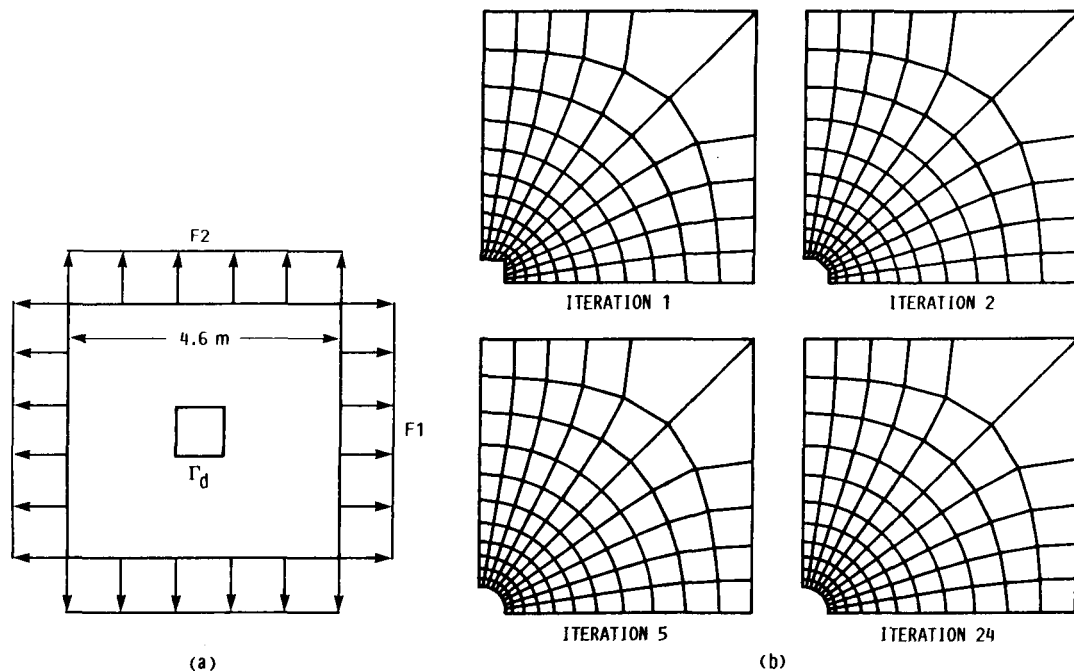 F2
4.6 m
F1
Γd
(a)
ITERATION 1
ITERATION 2
ITERATION 5
ITERATION 24
(b)